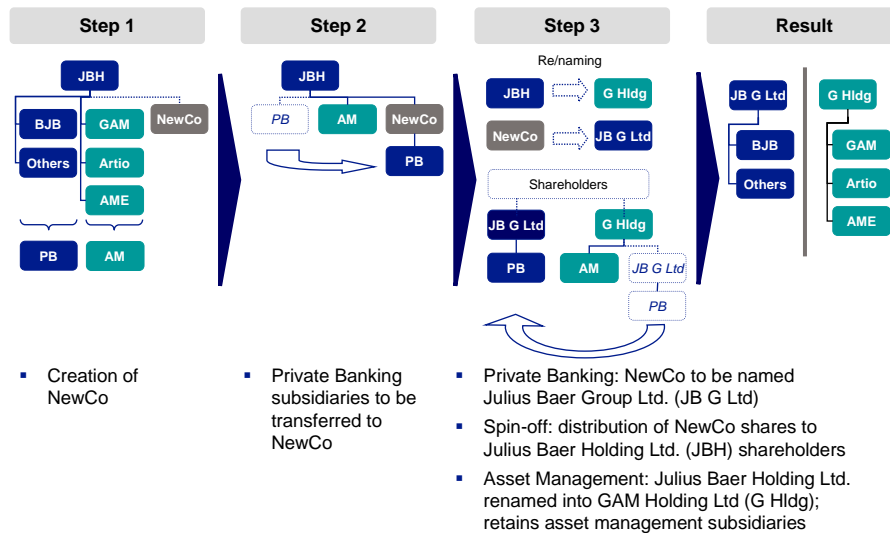 Step 1
JBH
BJB
GAM
NewCo
Others
Artio
AME
PB
AM
▪ Creation of
NewCo
Step 2
JBH
PB
AM
NewCo
PB
▪ Private Banking
subsidiaries to be
transferred to
NewCo
Step 3
Re/naming
JBH
G Hldg
NewCo
JB G Ltd
Shareholders
JB G Ltd
G Hldg
PB
AM
JB G Ltd
PB
▪ Private Banking: NewCo to be named
Julius Baer Group Ltd. (JB G Ltd)
▪ Spin-off: distribution of NewCo shares to
Julius Baer Holding Ltd. (JBH) shareholders
▪ Asset Management: Julius Baer Holding Ltd.
renamed into GAM Holding Ltd (G Hldg);
retains asset management subsidiaries
Result
JB G Ltd
G Hldg
BJB
GAM
Others
Artio
AME